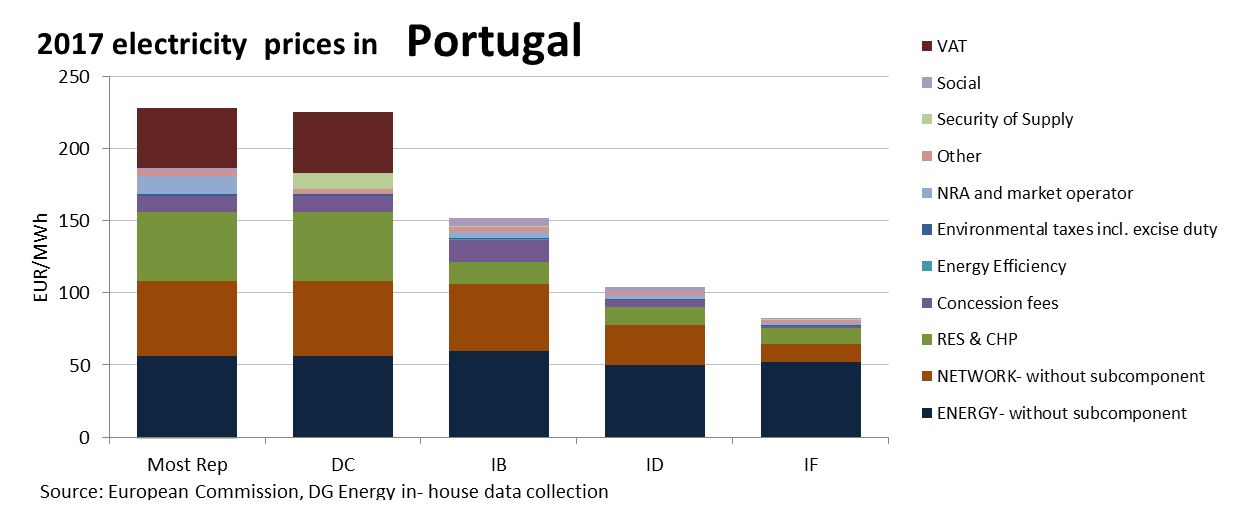 2017 electricity prices in Portugal
EUR/MWh
250
200
150
100
50
0
Most Rep DC IB ID IF
VAT
Social
Security of Supply
Other
NRA and market operator
Environmental taxes incl. excise duty
Energy Efficiency
Concession fees
RES & CHP
NETWORK- without subcomponent
ENERGY- without subcomponent
Source: European Commission, DG Energy in- house data collection